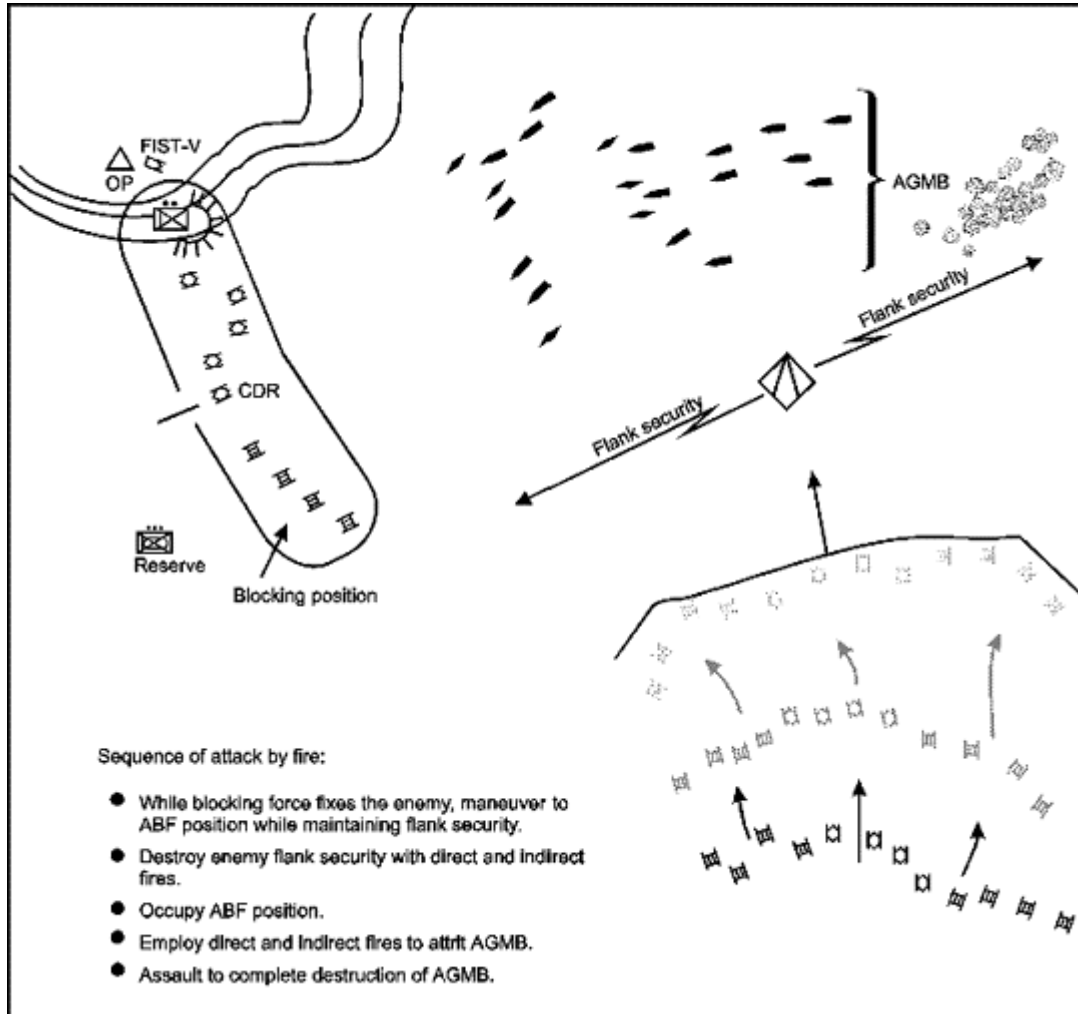 FIST-V
OP
AGMB
Flank security
CDR
Flank security
Reserve
Blocking position
Sequence of attack by fire:
● While blocking force fixes the enemy, maneuver to
ABF position while maintaining flank security.
● Destroy enemy flank security with direct and indirect
fires.
● Occupy ABF position.
● Employ direct and indirect fires to attrit AGMB.
● Assault to complete destruction of AGMB.